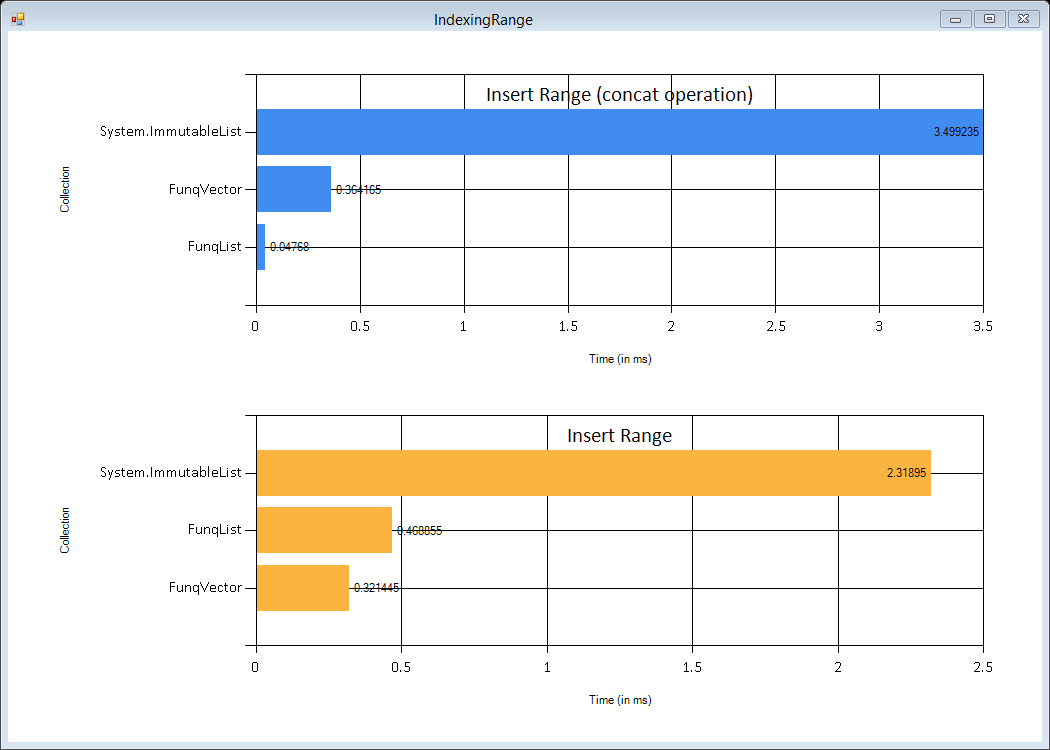 IndexingRange
Insert Range (concat operation)
System.ImmutableList
3.499235
FunqVector
0.364165
FunqList
0.04768
Collection
0 0.5 1 1.5 2 2.5 3 3.5
Time (in ms)
Insert Range
System.ImmutableList
2.31895
FunqList
0.468855
FunqVector
0.321445
Collection
0 0.5 1 1.5 2 2.5
Time (in ms)